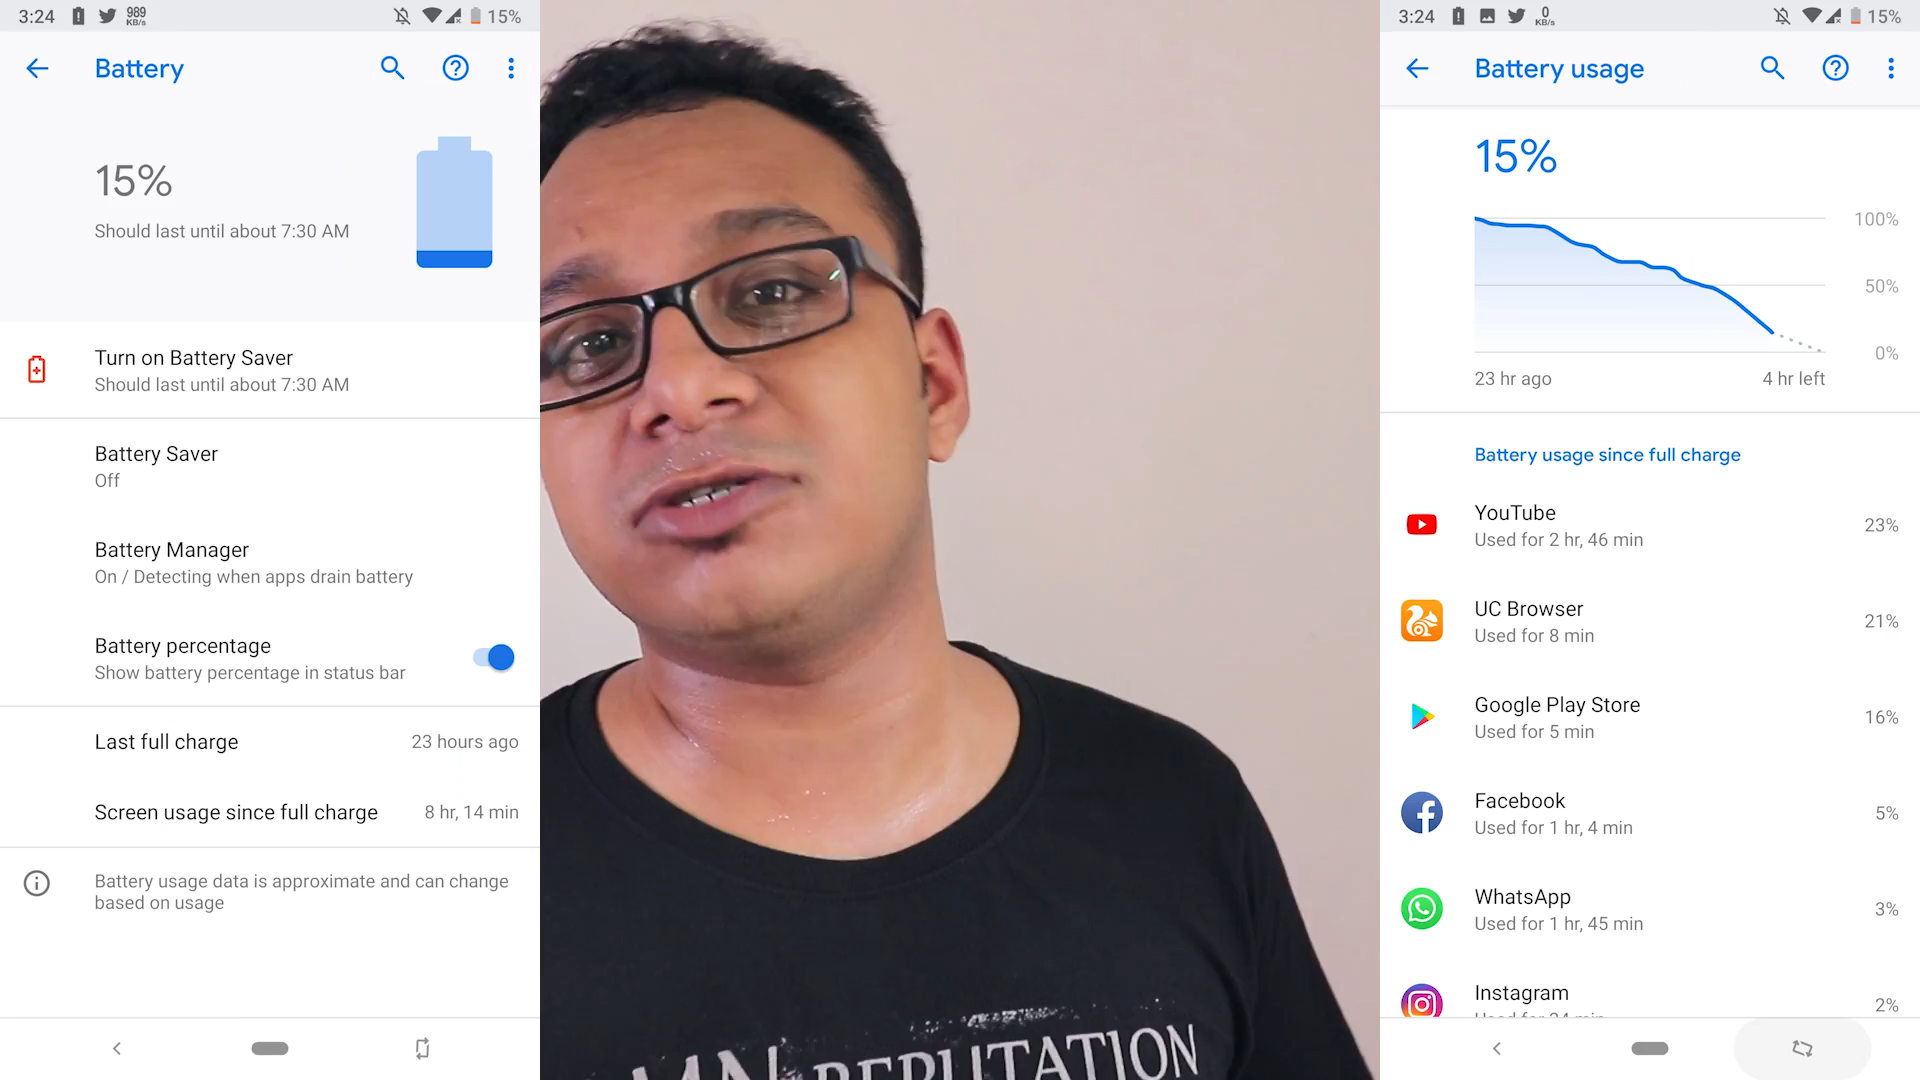 3:24 989 KB/s 15%
Battery
15%
Should last until about 7:30 AM
Turn on Battery Saver
Should last until about 7:30 AM
Battery Saver
Off
Battery Manager
On / Detecting when apps drain battery
Battery percentage
Show battery percentage in status bar
Last full charge 23 hours ago
Screen usage since full charge 8 hr, 14 min
Battery usage data is approximate and can change
based on usage
REPUTATION
3:24 0 KB/s 15%
Battery usage
15%
100%
50%
0%
23 hr ago 4 hr left
Battery usage since full charge
YouTube
Used for 2 hr, 46 min 23%
UC Browser
Used for 8 min 21%
Google Play Store
Used for 5 min 16%
Facebook
Used for 1 hr, 4 min 5%
WhatsApp
Used for 1 hr, 45 min 3%
Instagram
2%